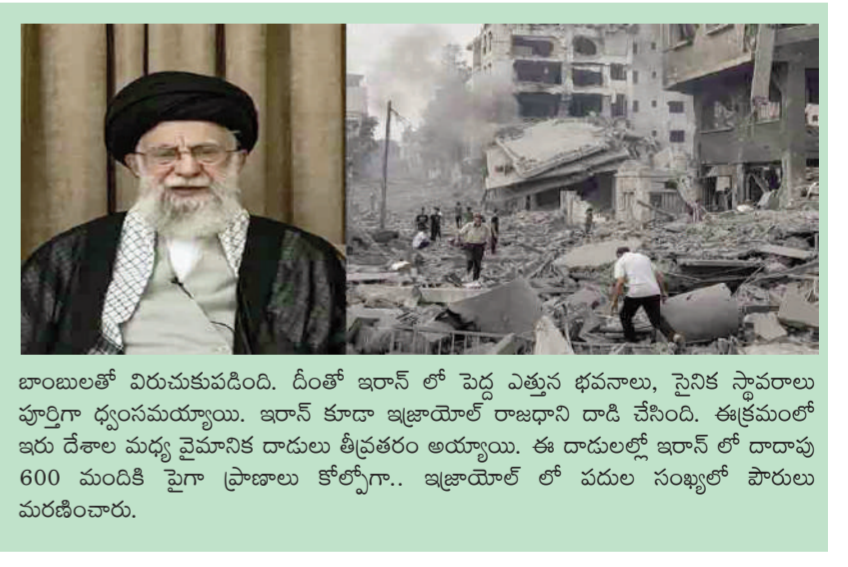 బాంబులతో విరుచుకుపడింది. దీంతో ఇరాన్ లో పెద్ద ఎత్తున భవనాలు, సైనిక స్థావరాలు
పూర్తిగా ధ్వంసమయ్యాయి. ఇరాన్ కూడా ఇజ్రాయోల్ రాజధాని దాడి చేసింది. ఈక్రమంలో
ఇరు దేశాల మధ్య వైమానిక దాడులు తీవ్రతరం అయ్యాయి. ఈ దాడులల్లో ఇరాన్ లో దాదాపు
600 మందికి పైగా ప్రాణాలు కోల్పోగా.. ఇజ్రాయోల్ లో పదుల సంఖ్యలో పౌరులు
మరణించారు.